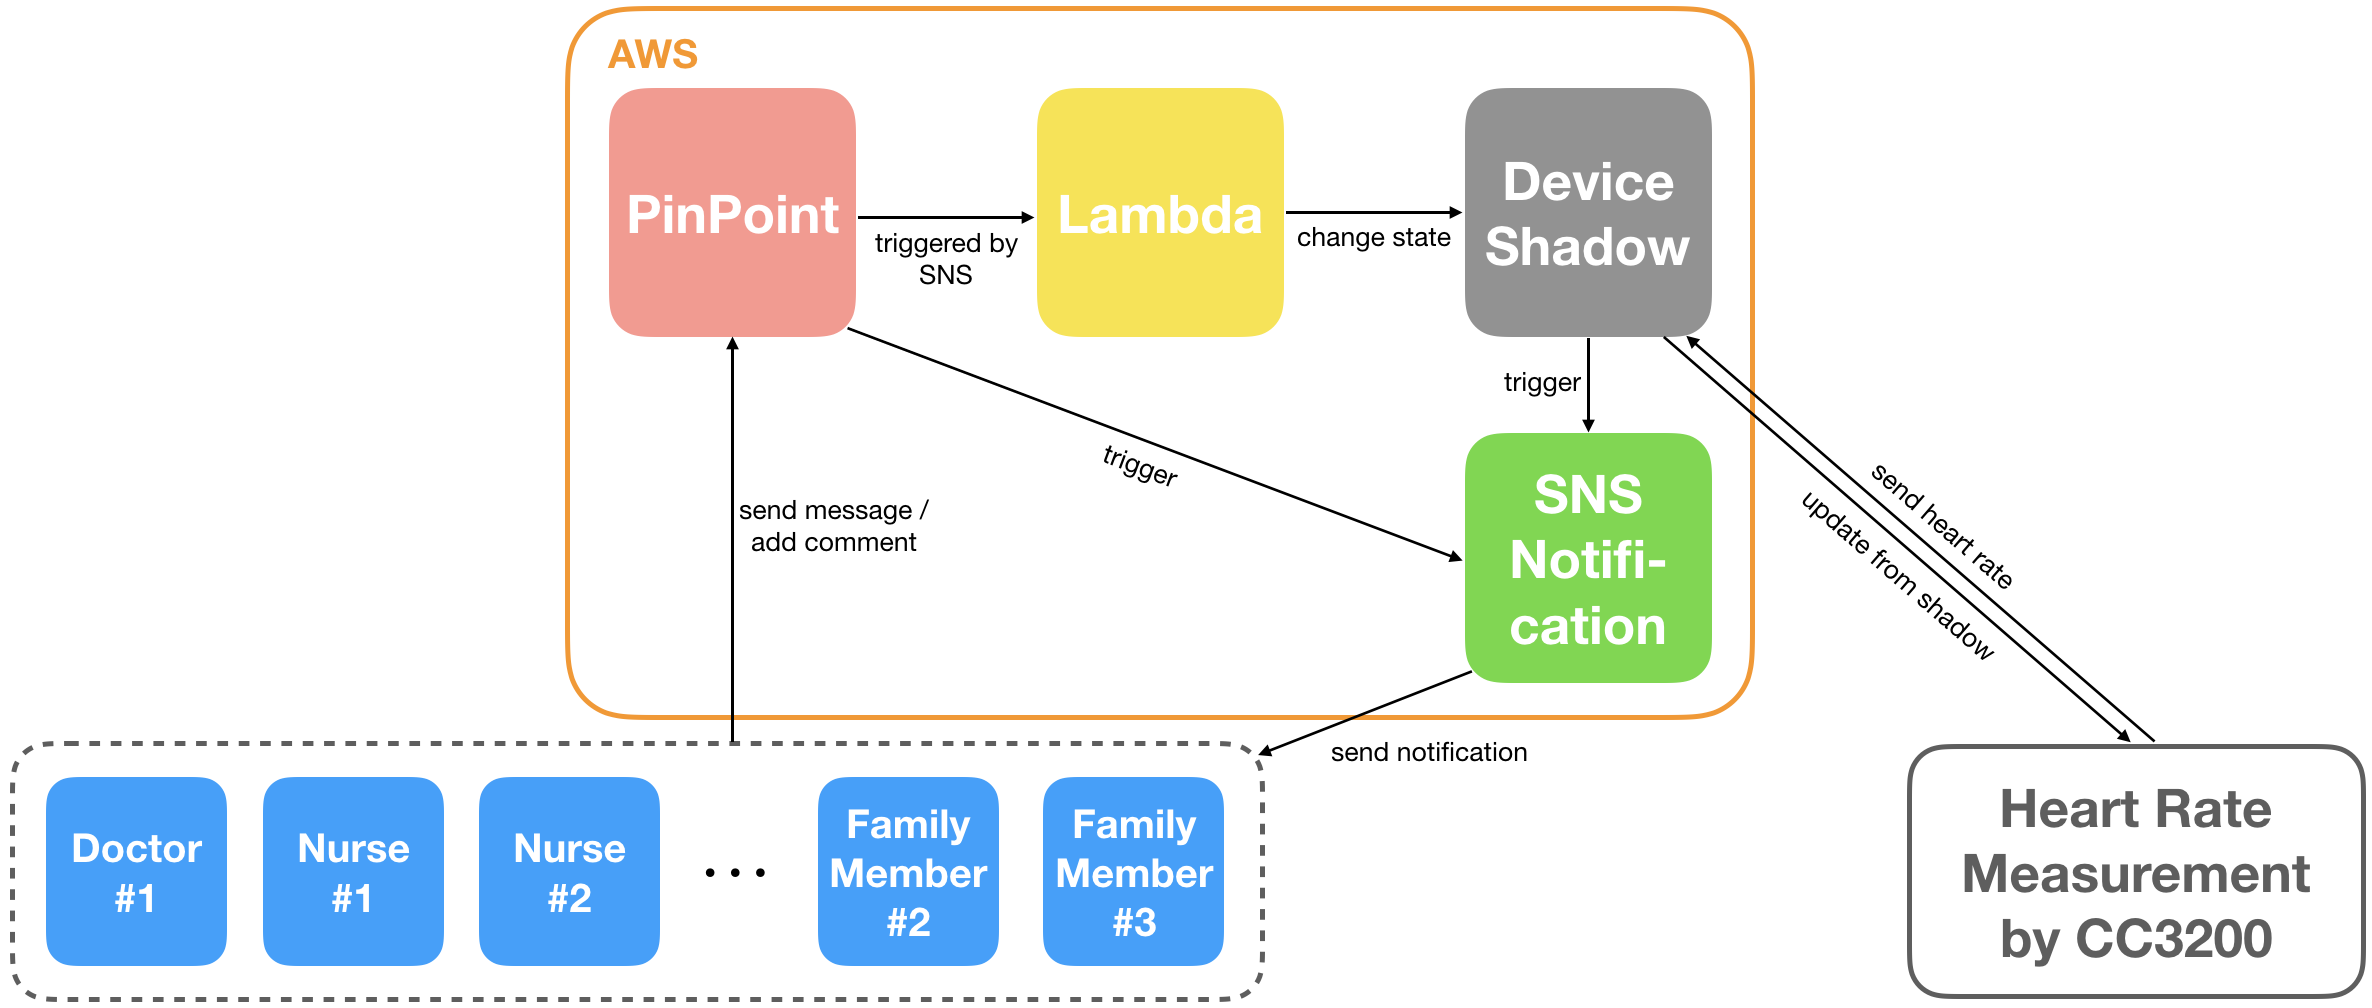 AWS
PinPoint
triggered by
SNS
Lambda
change state
Device
Shadow
trigger
trigger
SNS
Notifi-
cation
send heart rate
update from shadow
send message /
add comment
send notification
Doctor
#1
Nurse
#1
Nurse
#2
• • •
Family
Member
#2
Family
Member
#3
Heart Rate
Measurement
by CC3200